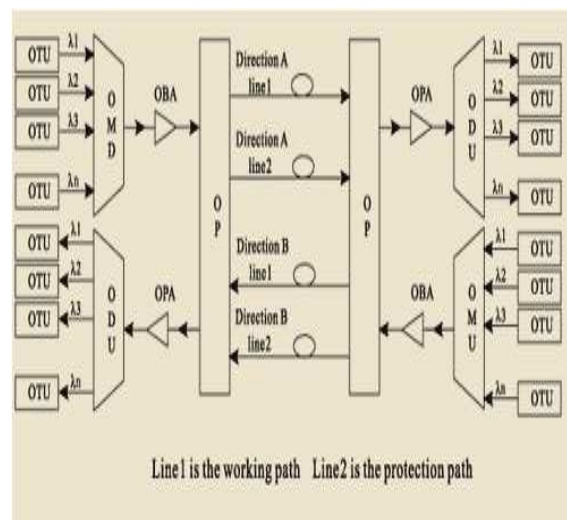 OTU λ1
OTU λ2
OTU λ3
OTU λn
OMD
OBA
OP
Direction A
line1
Direction A
line2
Direction B
line1
Direction B
line2
OP
OPA
ODU
λ1 OTU
λ2 OTU
λ3 OTU
λn OTU
OTU λ1
OTU λ2
OTU λ3
OTU λn
ODU
OPA
OBA
OMU
λ1 OTU
λ2 OTU
λ3 OTU
λn OTU
Line1 is the working path Line2 is the protection path